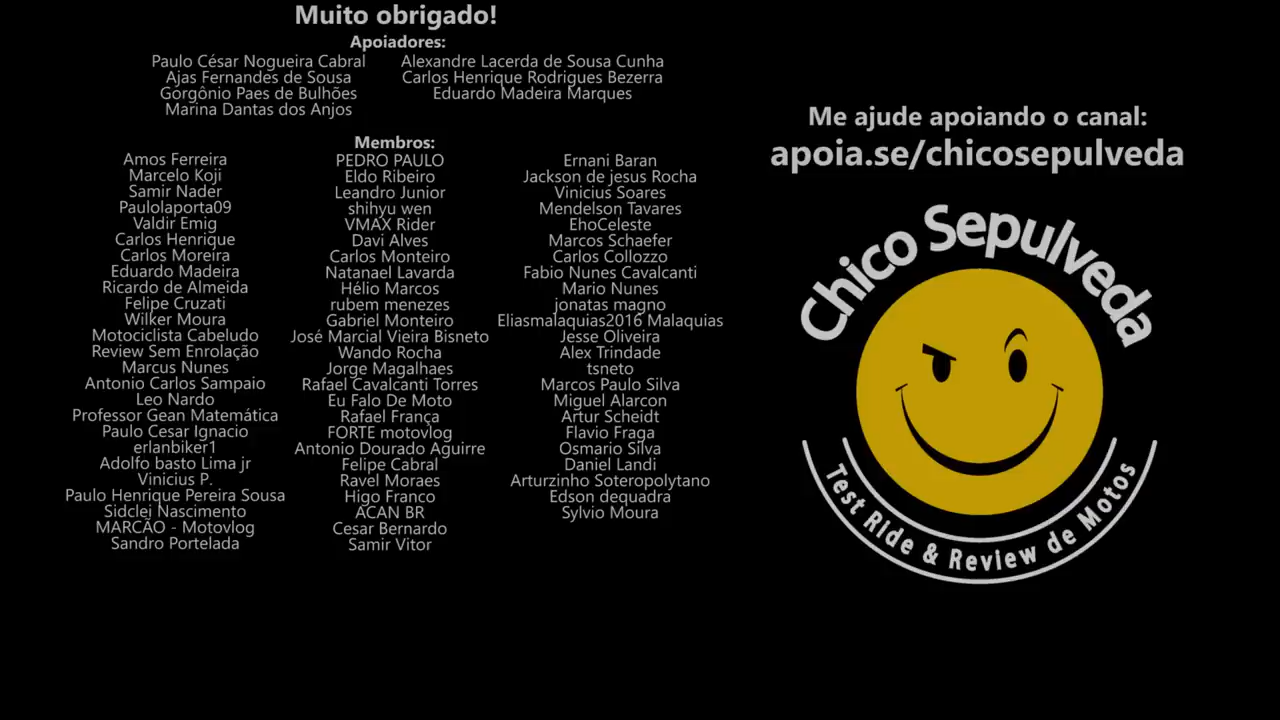 Muito obrigado!
Apoiadores:
Paulo César Nogueira Cabral
Ajas Fernandes de Sousa
Gorgônio Paes de Bulhões
Marina Dantas dos Anjos
Alexandre Lacerda de Sousa Cunha
Carlos Henrique Rodrigues Bezerra
Eduardo Madeira Marques
Membros:
Amos Ferreira
Marcelo Koji
Samir Nader
Paulolaporta09
Valdir Emig
Carlos Henrique
Carlos Moreira
Eduardo Madeira
Ricardo de Almeida
Felipe Cruzati
Wilker Moura
Motociclista Cabeludo
Review Sem Enrolação
Marcus Nunes
Antonio Carlos Sampaio
Leo Nardo
Professor Gean Matemática
Paulo Cesar Ignacio
erlanbiker1
Adolfo basto Lima jr
Vinicius P.
Paulo Henrique Pereira Sousa
Sidclei Nascimento
MARCÃO - Motovlog
Sandro Portelada
PEDRO PAULO
Eldo Ribeiro
Leandro Junior
shihyu wen
VMAX Rider
Davi Alves
Carlos Monteiro
Natanael Lavarda
Hélio Marcos
rubem menezes
Gabriel Monteiro
José Marcial Vieira Bisneto
Wando Rocha
Jorge Magalhaes
Rafael Cavalcanti Torres
Eu Falo De Moto
Rafael França
FORTE motovlog
Antonio Dourado Aguirre
Felipe Cabral
Ravel Moraes
Higo Franco
ACAN BR
Cesar Bernardo
Samir Vitor
Ernani Baran
Jackson de jesus Rocha
Vinicius Soares
Mendelson Tavares
EhoCeleste
Marcos Schaefer
Carlos Collozzo
Fabio Nunes Cavalcanti
Mario Nunes
jonatas magno
Eliasmalaquias2016 Malaquias
Jesse Oliveira
Alex Trindade
tsneto
Marcos Paulo Silva
Miguel Alarcon
Artur Scheidt
Flavio Fraga
Osmario Silva
Daniel Landi
Arturzinho Soteropolytano
Edson dequadra
Sylvio Moura
Me ajude apoiando o canal:
apoia.se/chicosepulveda
Chico Sepulveda
Test Ride & Review de Motos